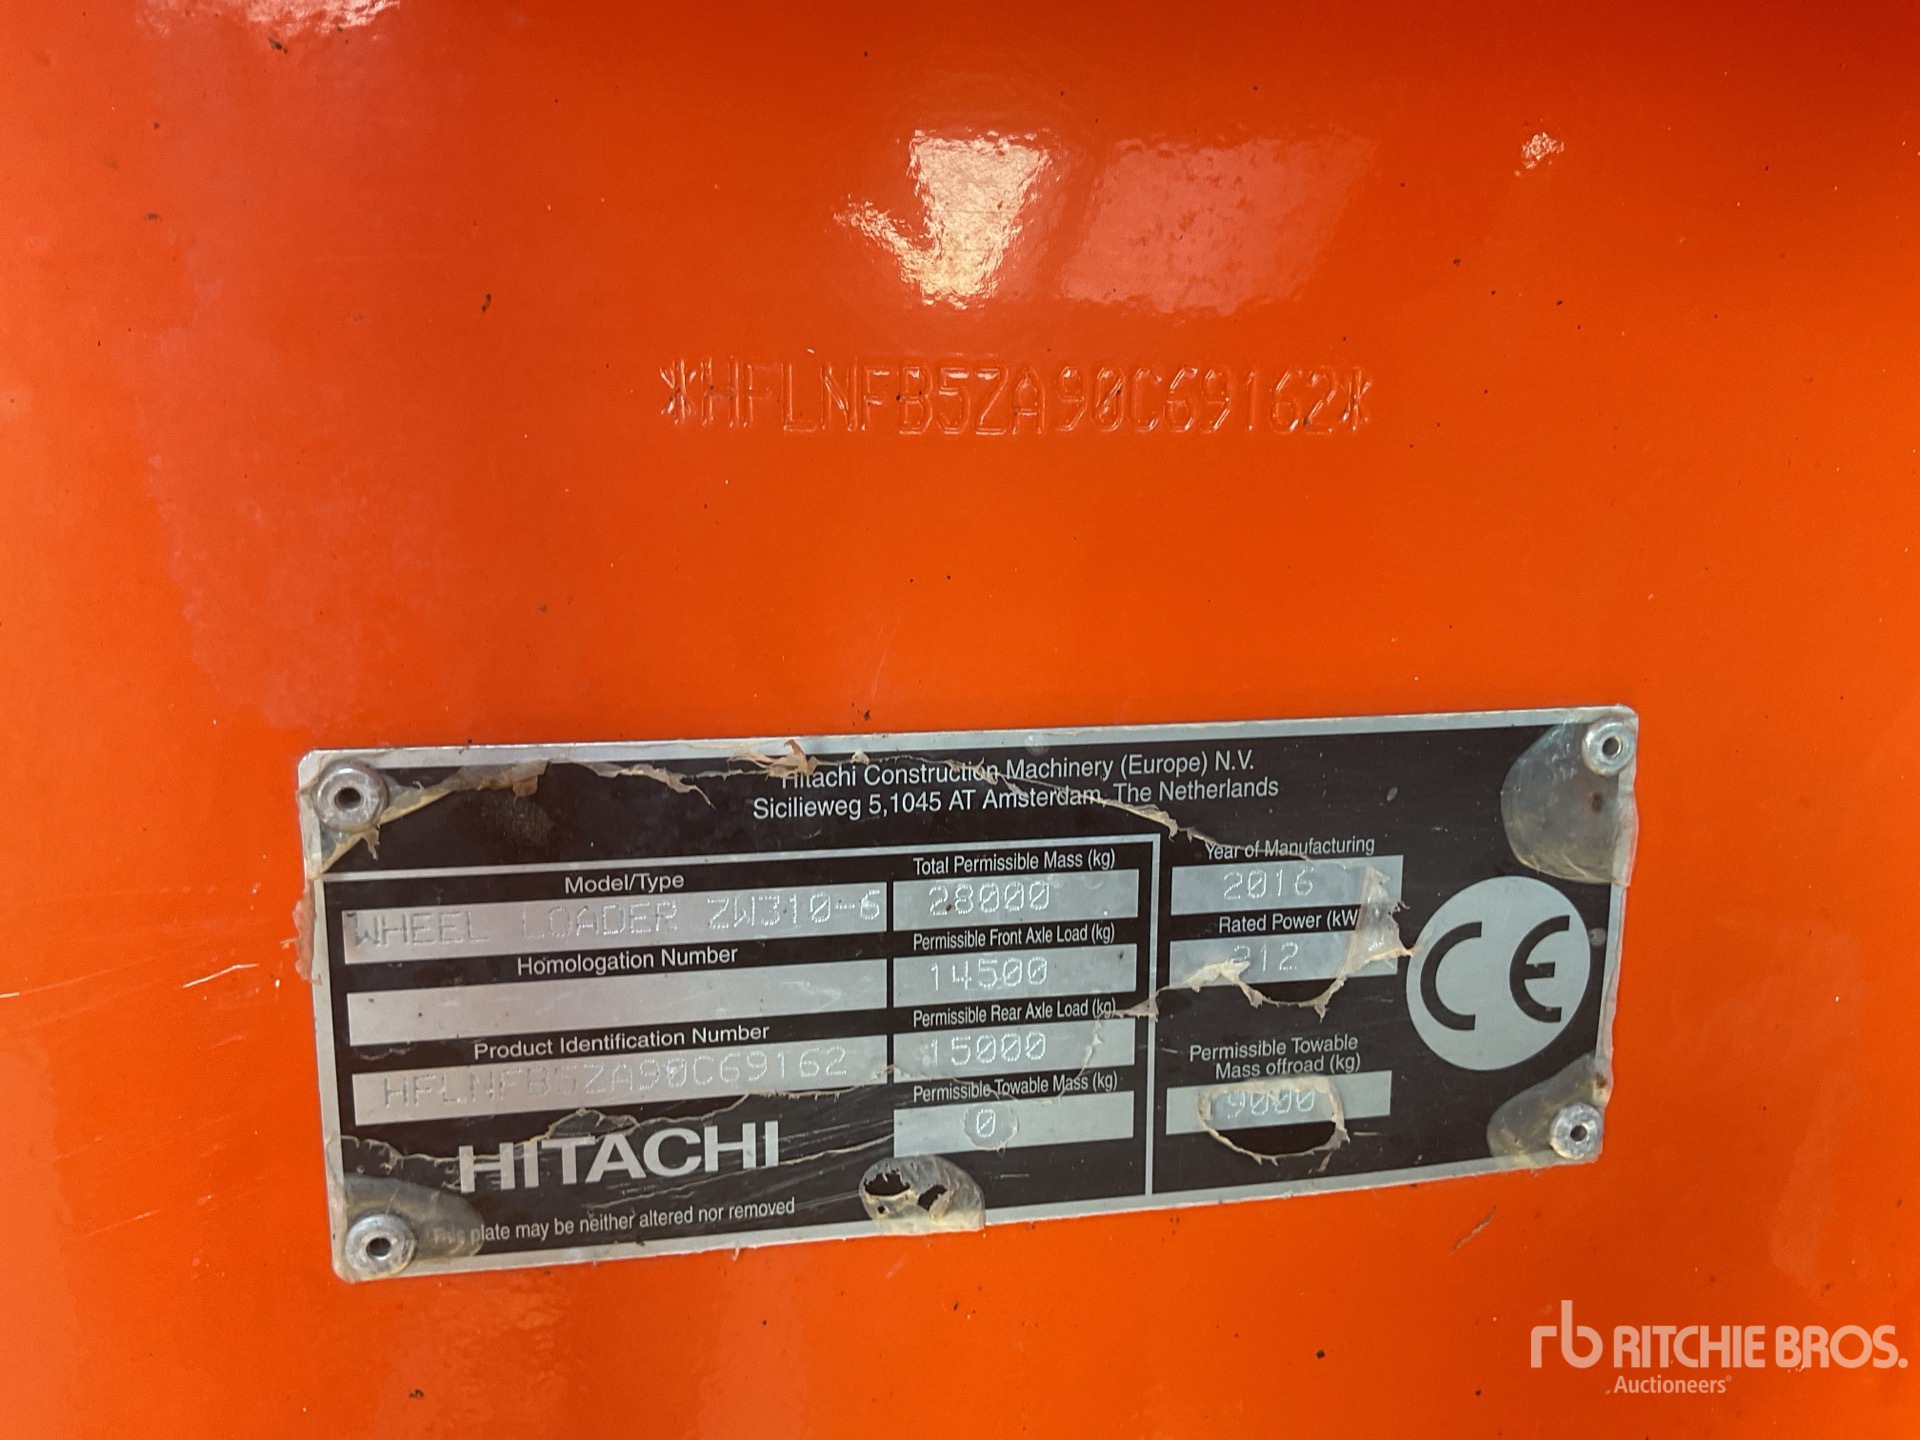 *HFLNFB5ZA90C69162*
Hitachi Construction Machinery (Europe) N.V.
Sicilieweg 5,1045 AT Amsterdam, The Netherlands
Model/Type
WHEEL LOADER ZW310-6
Homologation Number
Product Identification Number
HFLNFB5ZA90C69162
HITACHI
This plate may be neither altered nor removed
Total Permissible Mass (kg)
28000
Permissible Front Axle Load (kg)
14500
Permissible Rear Axle Load (kg)
15000
Permissible Towable Mass (kg)
0
Year of Manufacturing
2016
Rated Power (kW
212
Permissible Towable
Mass offroad (kg)
9000
CE
rb RITCHIE BROS.
Auctioneers